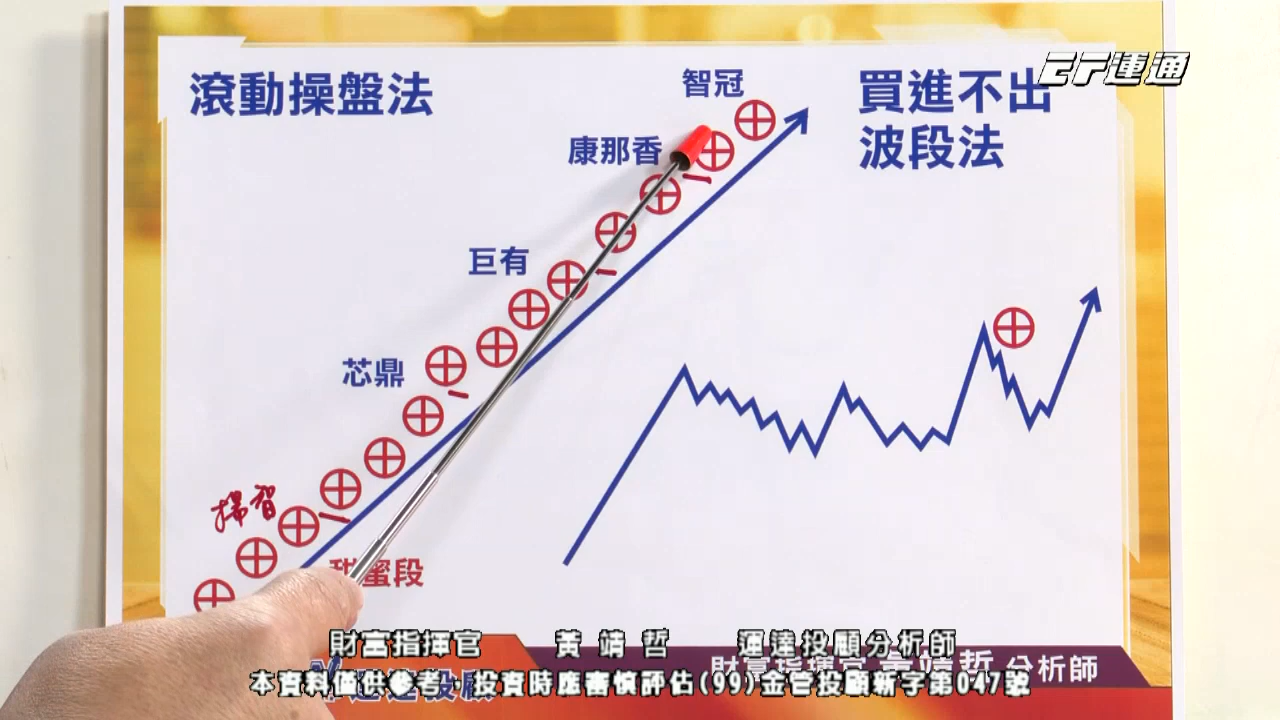 滾動操盤法
智冠
買進不出
波段法
CF運通
康那香
巨有
芯鼎
揚智
甜蜜段
財富指揮官 黃靖哲 運達投顧分析師
財富指揮官 黃靖哲 分析師
本資料僅供參考，投資時應審慎評估(99)金管投顧新字第047號